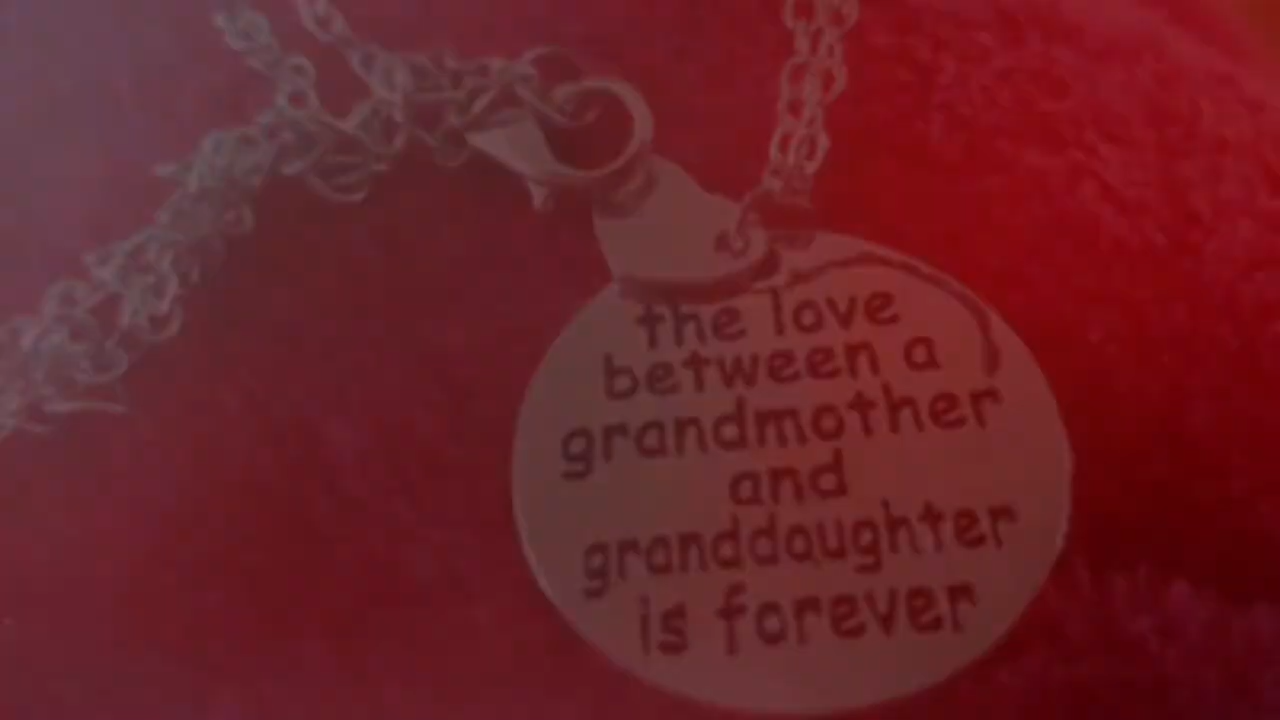 the love
between a
grandmother
and
granddaughter
is forever